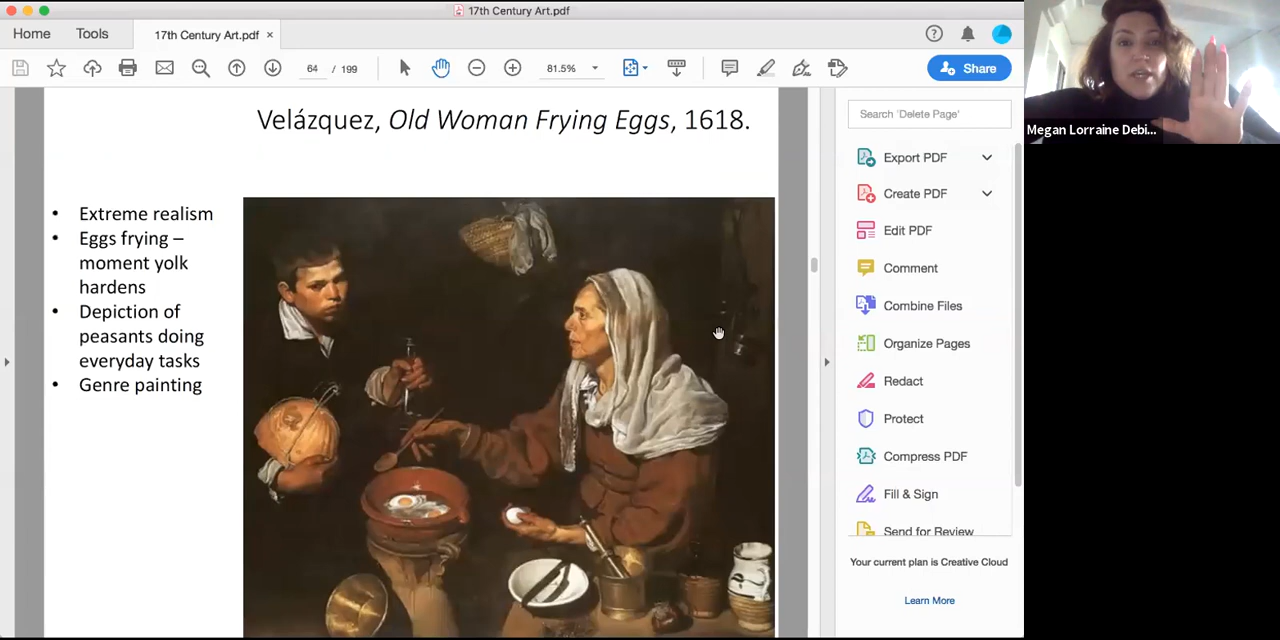 17th Century Art.pdf
Home
Tools
17th Century Art.pdf ×
64 / 199
81.5%
Share
Velázquez, Old Woman Frying Eggs, 1618.
• Extreme realism
• Eggs frying –
moment yolk
hardens
• Depiction of
peasants doing
everyday tasks
• Genre painting
Search 'Delete Page'
Export PDF
Create PDF
Edit PDF
Comment
Combine Files
Organize Pages
Redact
Protect
Compress PDF
Fill & Sign
Send for Review
Your current plan is Creative Cloud
Learn More
Megan Lorraine Debi...